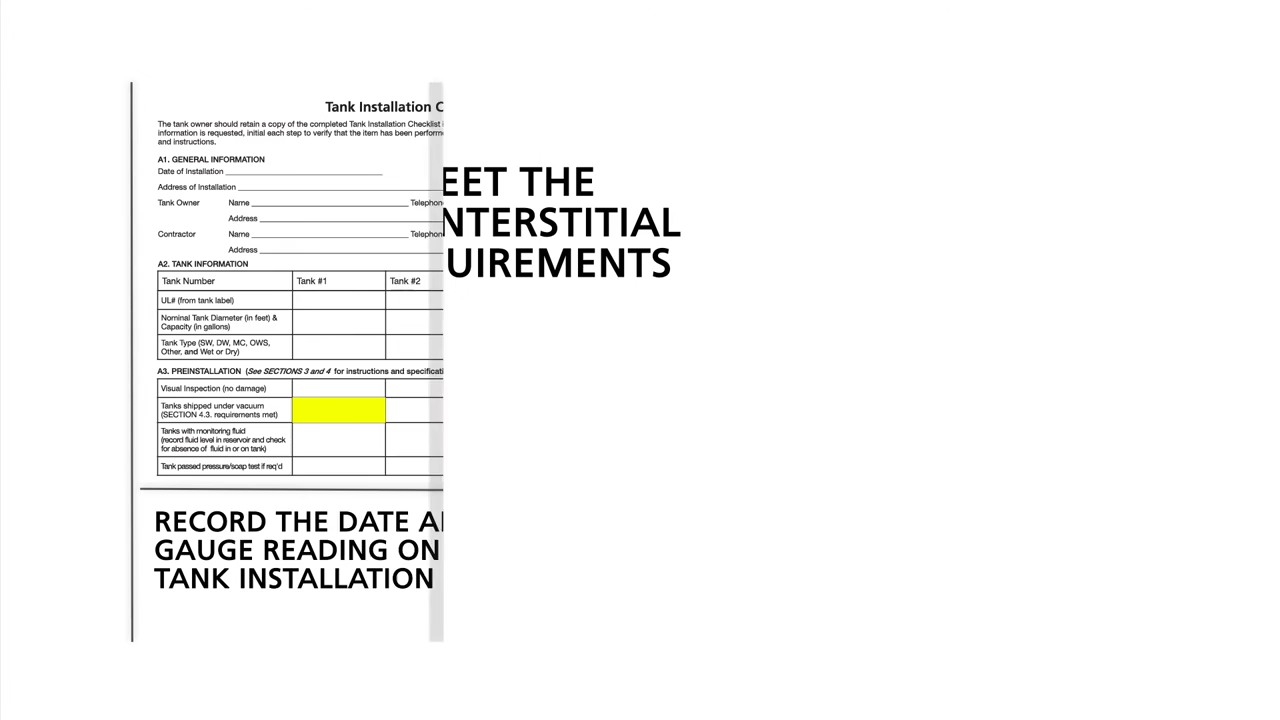 Tank Installation
The tank owner should retain a copy of the completed Tank Installation Checklist
information is requested, initial each step to verify that the item has been
and instructions.
A1. GENERAL INFORMATION
Date of Installation
Address of Installation
Tank Owner Name
Address
Contractor Name
Address
A2. TANK INFORMATION
Tank Number Tank #1 Tank #2
UL# (from tank label)
Nominal Tank Diameter (in feet) &
Capacity (in gallons)
Tank Type (SW, DW, MC, OWS,
Other, and Wet or Dry)
A3. PREINSTALLATION (See SECTIONS 3 and 4 for instructions and
Visual Inspection (no damage)
Tanks shipped under vacuum
(SECTION 4.3. requirements met)
Tanks with monitoring fluid
(record fluid level in reservoir and check
for absence of fluid in or on tank)
Tank passed pressure/soap test if req'd
RECORD THE DATE
GAUGE READING ON
TANK INSTALLATION
EET THE
NTERSTITIAL
UIREMENTS